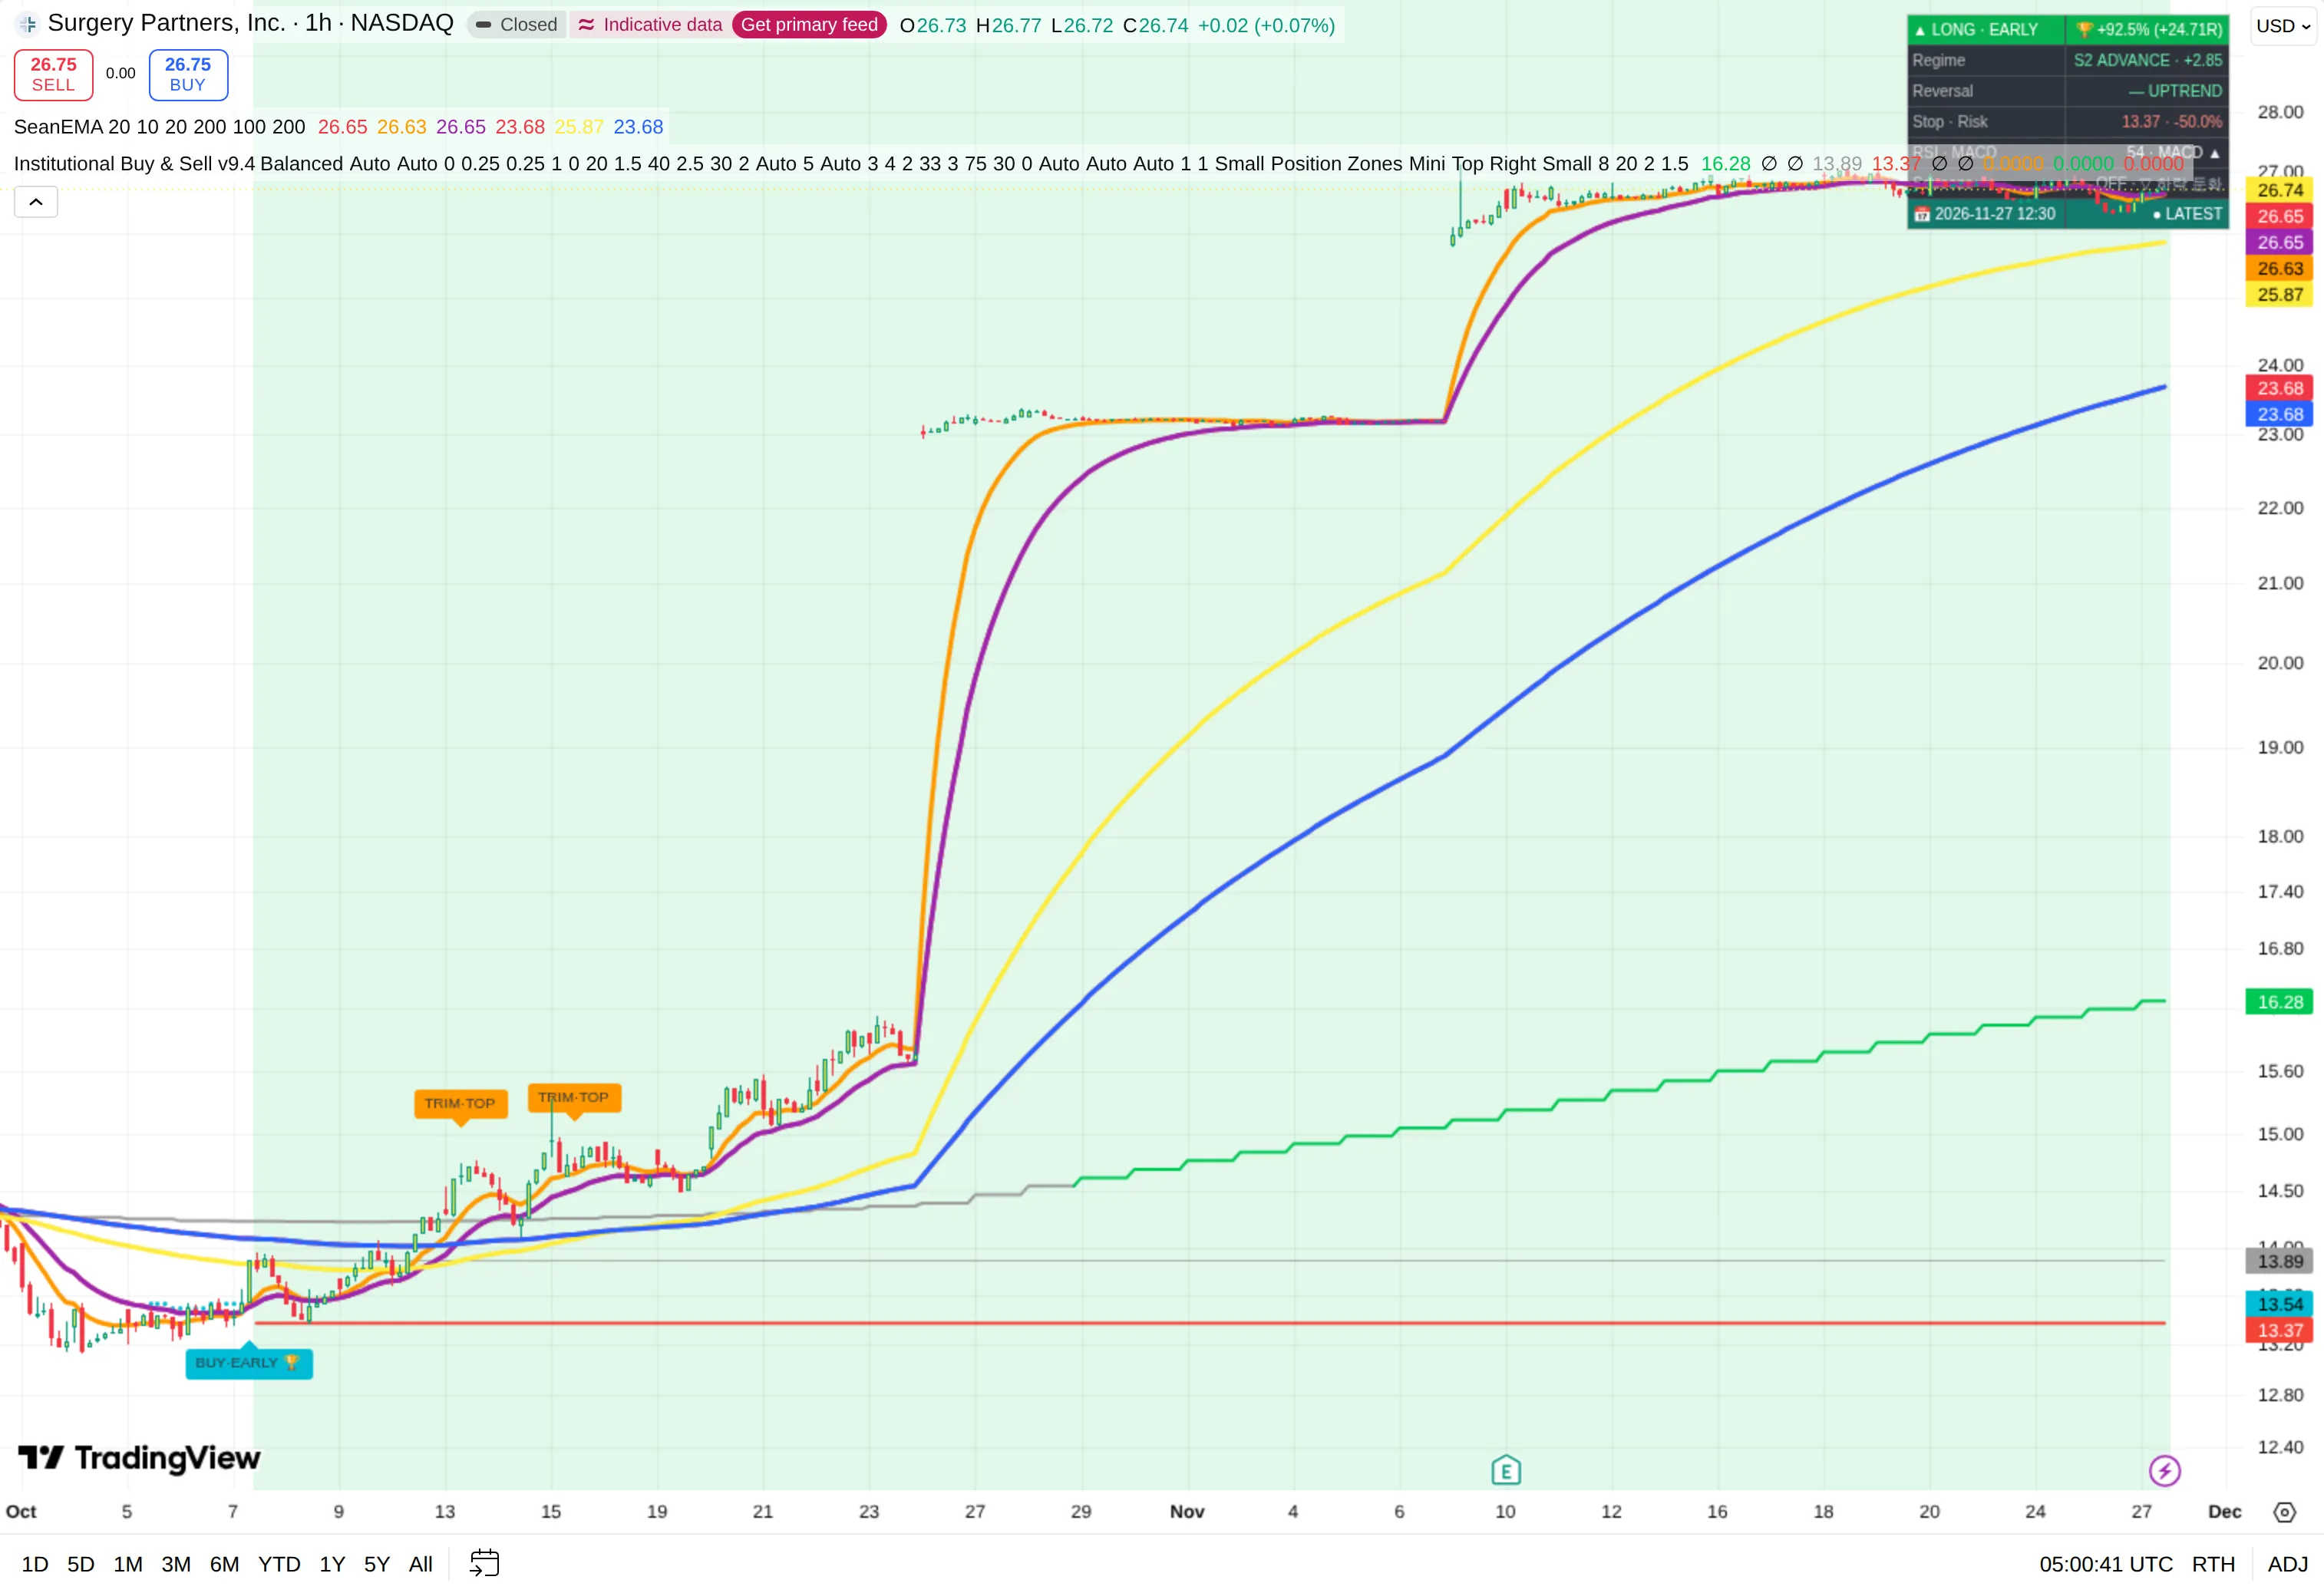 Surgery Partners, Inc. · 1h · NASDAQ Closed Indicative data Get primary feed O26.73 H26.77 L26.72 C26.74 +0.02 (+0.07%)
26.75 SELL 0.00 26.75 BUY
SeanEMA 20 10 20 200 100 200 26.65 26.63 26.65 23.68 25.87 23.68
Institutional Buy & Sell v9.4 Balanced Auto Auto 0 0.25 0.25 1 0 20 1.5 40 2.5 30 2 Auto 5 Auto 3 4 2 33 3 75 30 0 Auto Auto Auto 1 1 Small Position Zones Mini Top Right Small 8 20 2 1.5 16.28 ∅ ∅ 13.89 13.37 ∅ ∅ 0.0000 0.0000 0.0000
▲ LONG · EARLY 🏆 +92.5% (+24.71R)
Regime S2 ADVANCE · +2.85
Reversal — UPTREND
Stop · Risk 13.37 · -50.0%
RSI · MACD 54 · MACD ▲
📅 2026-11-27 12:30 ● LATEST
USD
28.00
27.00
26.74
26.65
26.65
26.63
25.87
24.00
23.68
23.68
23.00
22.00
21.00
20.00
19.00
18.00
17.40
16.80
16.28
15.60
15.00
14.50
14.00
13.89
13.54
13.37
13.20
12.80
12.40
TRIM·TOP
TRIM·TOP
BUY·EARLY 🏆
TradingView
E
Oct 5 7 9 13 15 19 21 23 27 29 Nov 4 6 10 12 16 18 20 24 27 Dec
1D 5D 1M 3M 6M YTD 1Y 5Y All 05:00:41 UTC RTH ADJ